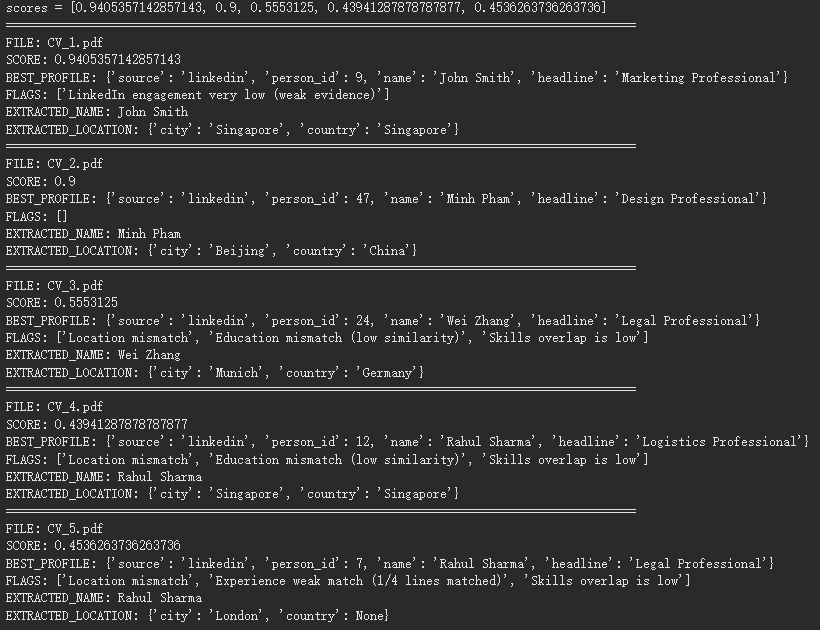 scores = [0.9405357142857143, 0.9, 0.5553125, 0.43941287878787877, 0.4536263736263736]
FILE: CV_1.pdf
SCORE: 0.9405357142857143
BEST_PROFILE: {'source': 'linkedin', 'person_id': 9, 'name': 'John Smith', 'headline': 'Marketing Professional'}
FLAGS: ['LinkedIn engagement very low (weak evidence)']
EXTRACTED_NAME: John Smith
EXTRACTED_LOCATION: {'city': 'Singapore', 'country': 'Singapore'}
FILE: CV_2.pdf
SCORE: 0.9
BEST_PROFILE: {'source': 'linkedin', 'person_id': 47, 'name': 'Minh Pham', 'headline': 'Design Professional'}
FLAGS: []
EXTRACTED_NAME: Minh Pham
EXTRACTED_LOCATION: {'city': 'Beijing', 'country': 'China'}
FILE: CV_3.pdf
SCORE: 0.5553125
BEST_PROFILE: {'source': 'linkedin', 'person_id': 24, 'name': 'Wei Zhang', 'headline': 'Legal Professional'}
FLAGS: ['Location mismatch', 'Education mismatch (low similarity)', 'Skills overlap is low']
EXTRACTED_NAME: Wei Zhang
EXTRACTED_LOCATION: {'city': 'Munich', 'country': 'Germany'}
FILE: CV_4.pdf
SCORE: 0.43941287878787877
BEST_PROFILE: {'source': 'linkedin', 'person_id': 12, 'name': 'Rahul Sharma', 'headline': 'Logistics Professional'}
FLAGS: ['Location mismatch', 'Education mismatch (low similarity)', 'Skills overlap is low']
EXTRACTED_NAME: Rahul Sharma
EXTRACTED_LOCATION: {'city': 'Singapore', 'country': 'Singapore'}
FILE: CV_5.pdf
SCORE: 0.4536263736263736
BEST_PROFILE: {'source': 'linkedin', 'person_id': 7, 'name': 'Rahul Sharma', 'headline': 'Legal Professional'}
FLAGS: ['Location mismatch', 'Experience weak match (1/4 lines matched)', 'Skills overlap is low']
EXTRACTED_NAME: Rahul Sharma
EXTRACTED_LOCATION: {'city': 'London', 'country': None}